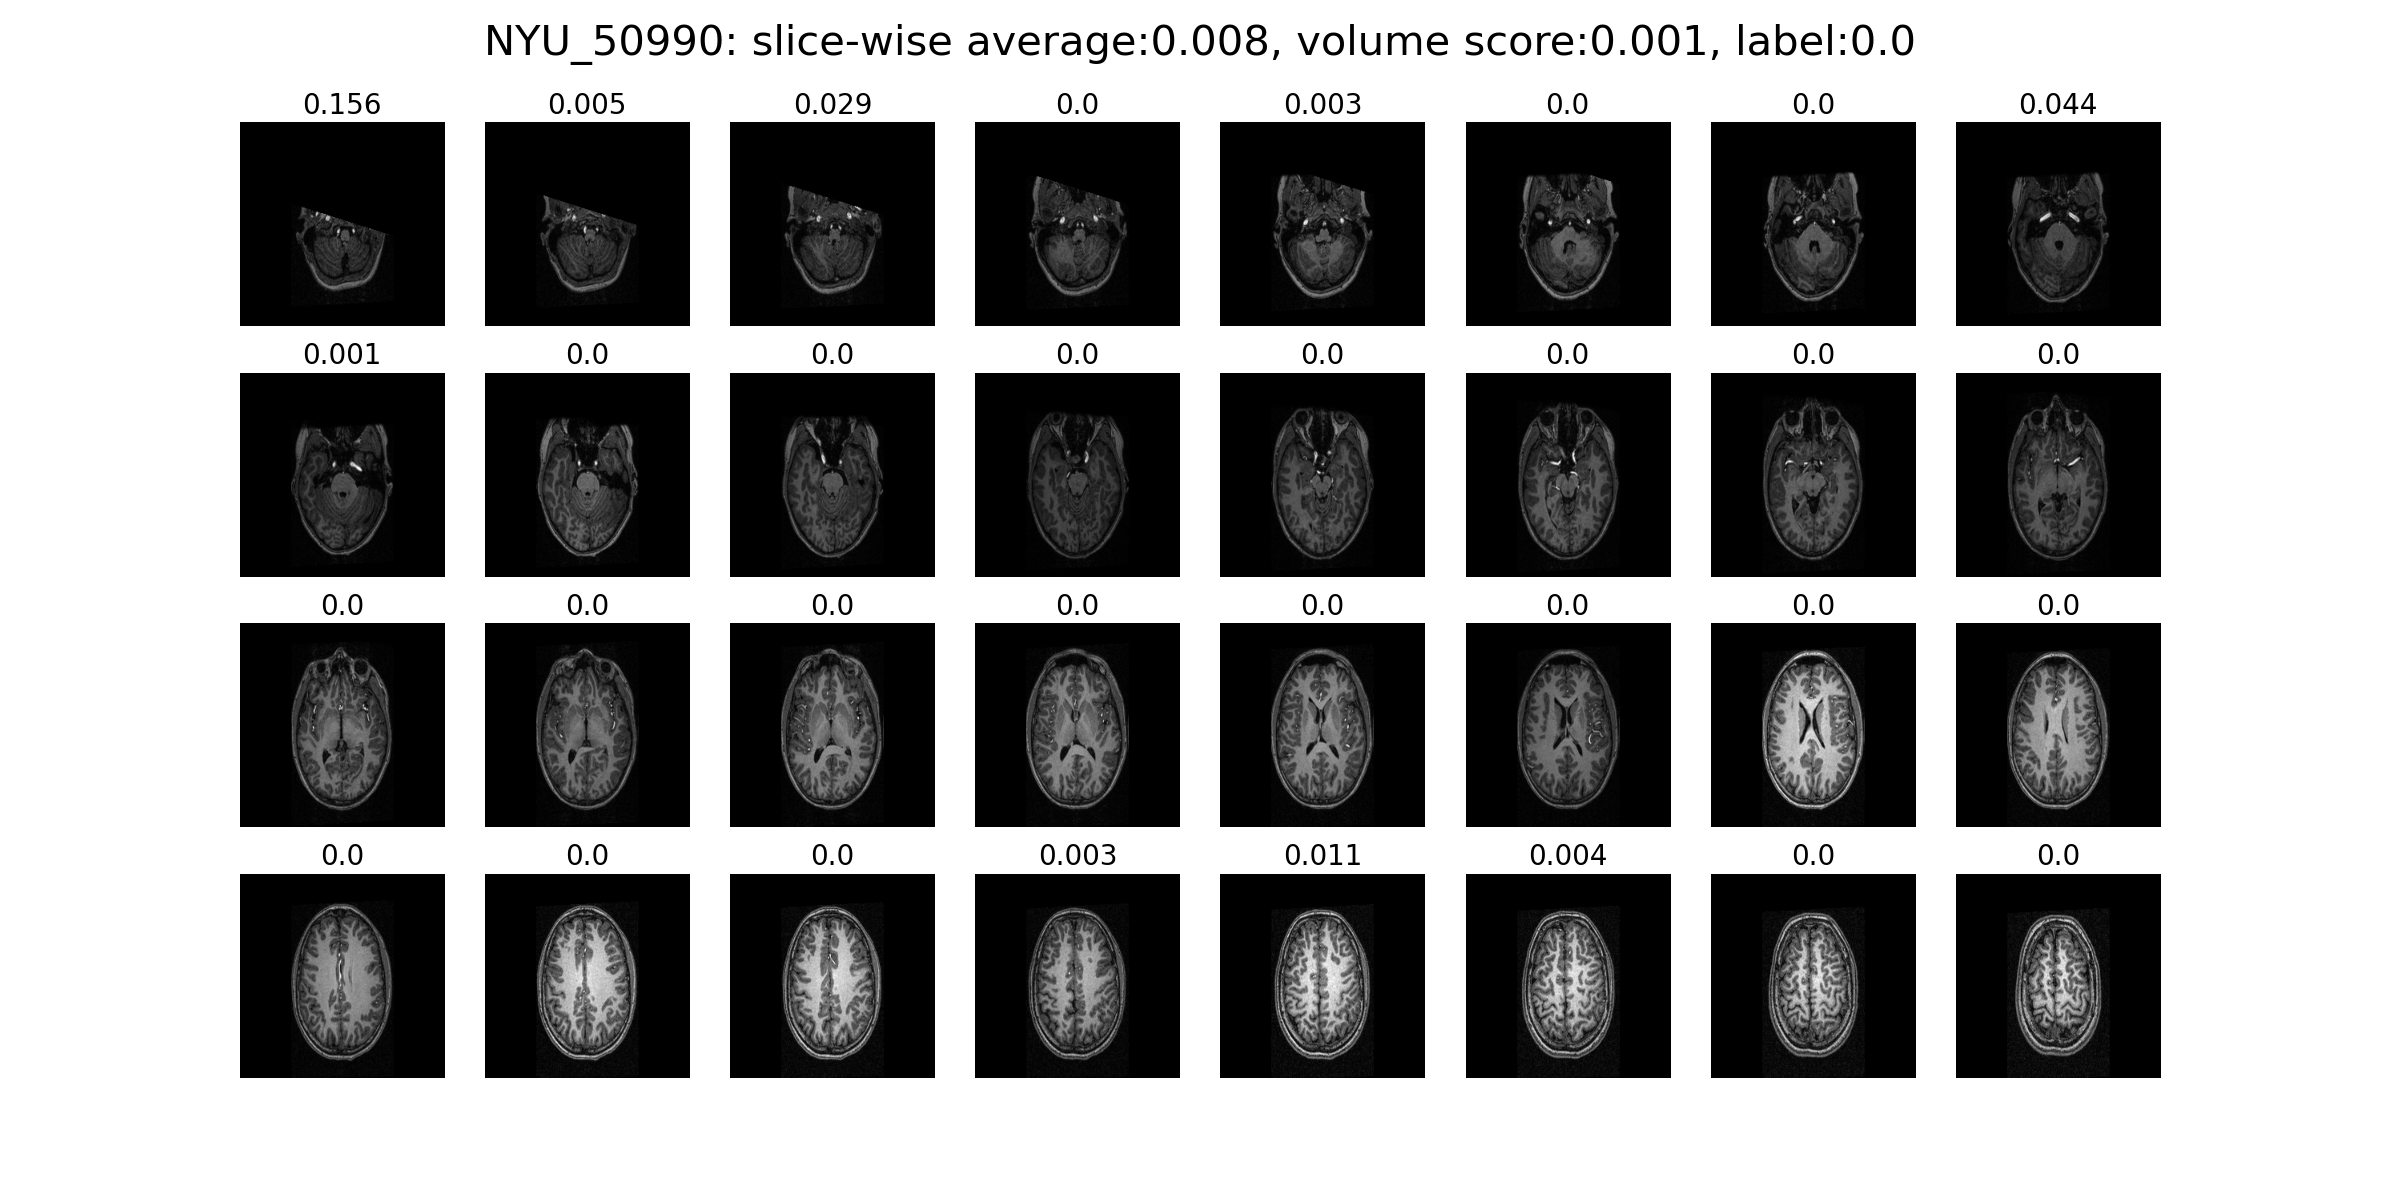 NYU_50990: slice-wise average:0.008, volume score:0.001, label:0.0
0.156 0.005 0.029 0.0 0.003 0.0 0.0 0.044
0.001 0.0 0.0 0.0 0.0 0.0 0.0 0.0
0.0 0.0 0.0 0.0 0.0 0.0 0.0 0.0
0.0 0.0 0.0 0.003 0.011 0.004 0.0 0.0